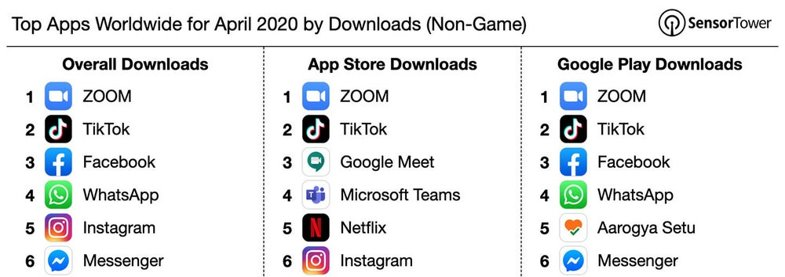 Top Apps Worldwide for April 2020 by Downloads (Non-Game)
SensorTower
Overall Downloads
1 ZOOM
2 TikTok
3 Facebook
4 WhatsApp
5 Instagram
6 Messenger
App Store Downloads
1 ZOOM
2 TikTok
3 Google Meet
4 Microsoft Teams
5 Netflix
6 Instagram
Google Play Downloads
1 ZOOM
2 TikTok
3 Facebook
4 WhatsApp
5 Aarogya Setu
6 Messenger